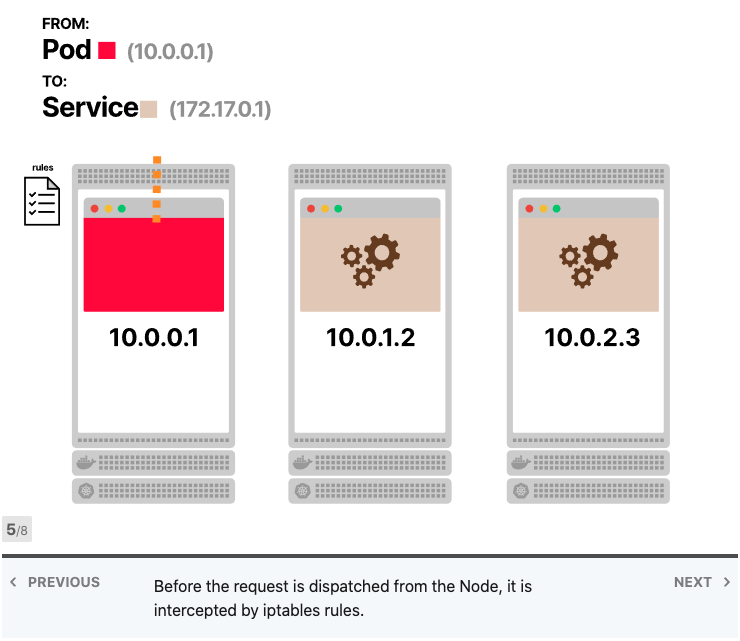 FROM:
Pod (10.0.0.1)
TO:
Service (172.17.0.1)
rules
10.0.0.1
10.0.1.2
10.0.2.3
5/8
PREVIOUS
Before the request is dispatched from the Node, it is
intercepted by iptables rules.
NEXT